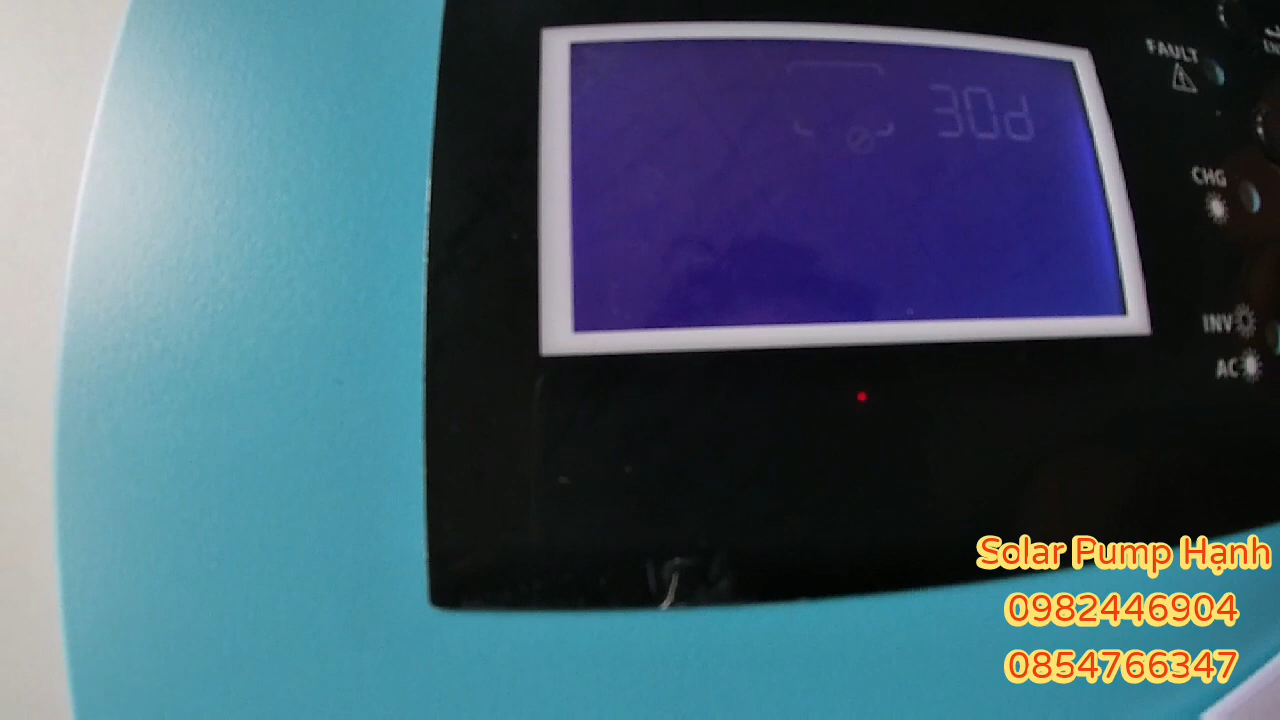 30d
FAULT
CHG
INV
AC
Solar Pump Hạnh
0982446904
0854766347